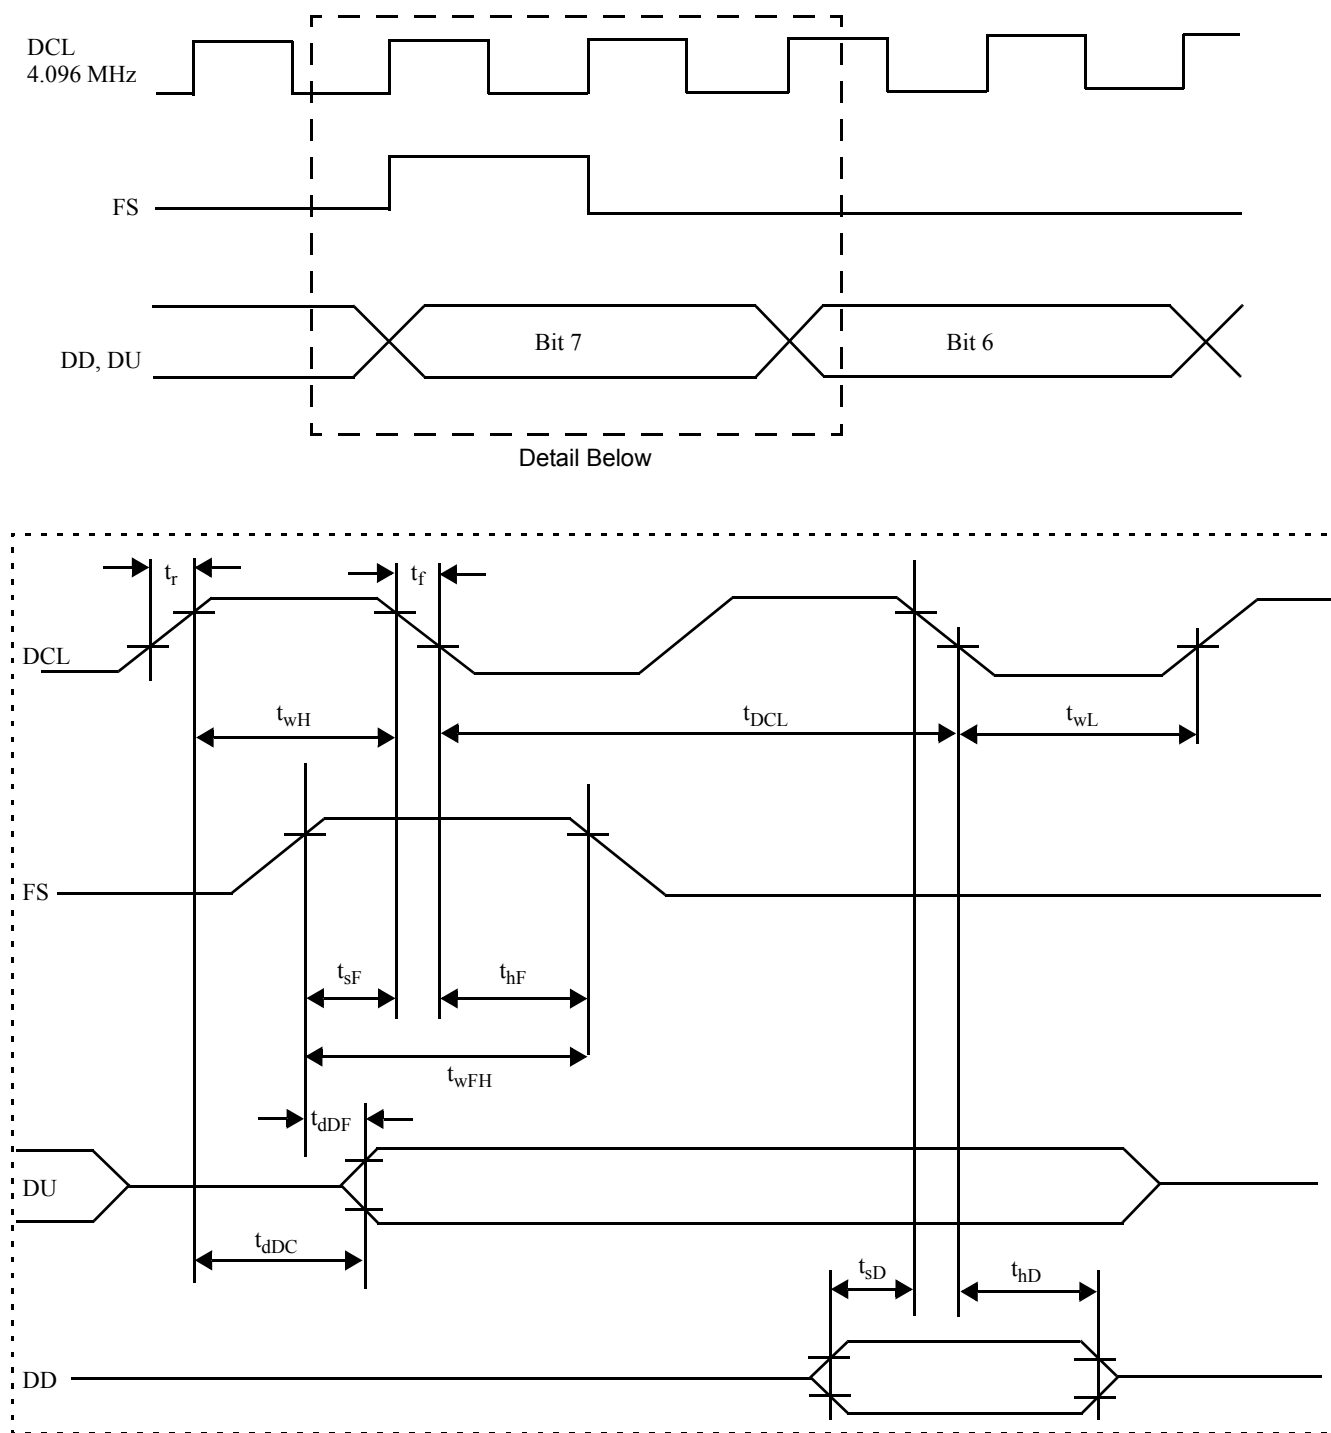 DCL
4.096 MHz
FS
DD, DU
Bit 7
Bit 6
Detail Below
tr
tf
DCL
twH
tDCL
twL
FS
tsF
thF
twFH
tdDF
DU
tdDC
tsD
thD
DD